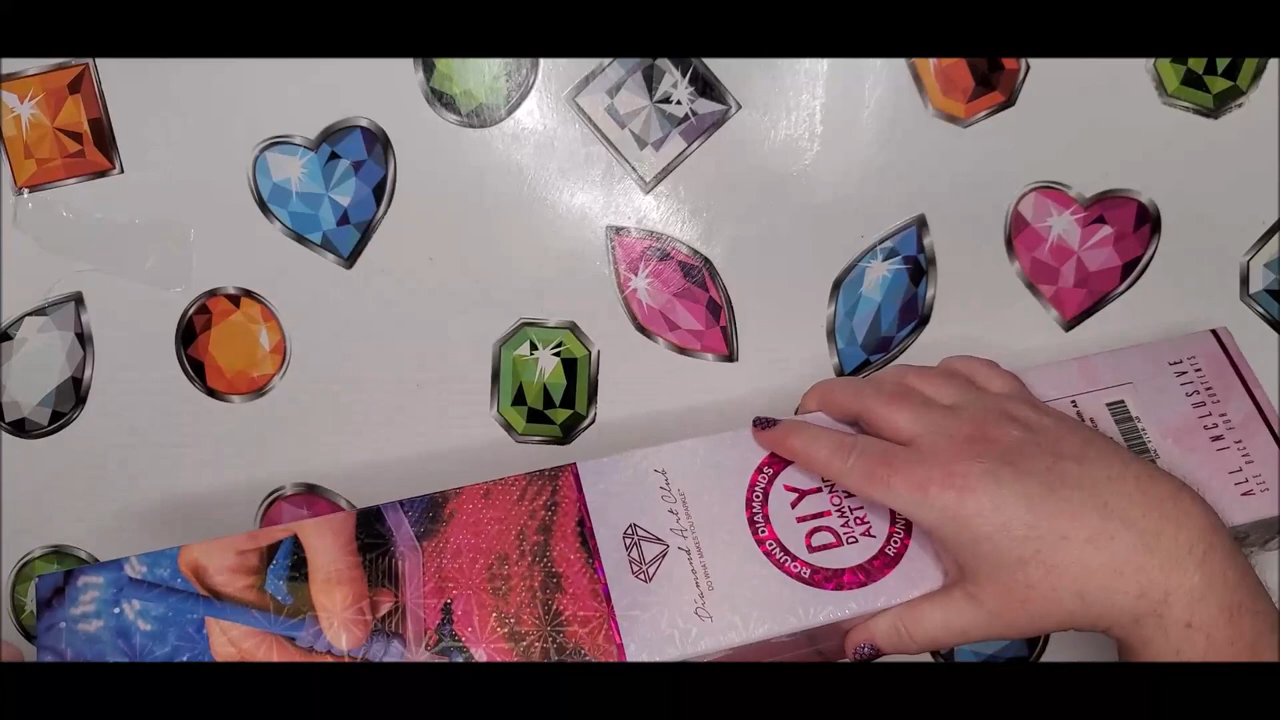 Diamond Art Club
DO WHAT MAKES YOU SPARKLE
ROUND DIAMONDS
DIY
DIAMOND
ART
ROUND
ALL INCLUSIVE
SEE BACK FOR CONTENTS